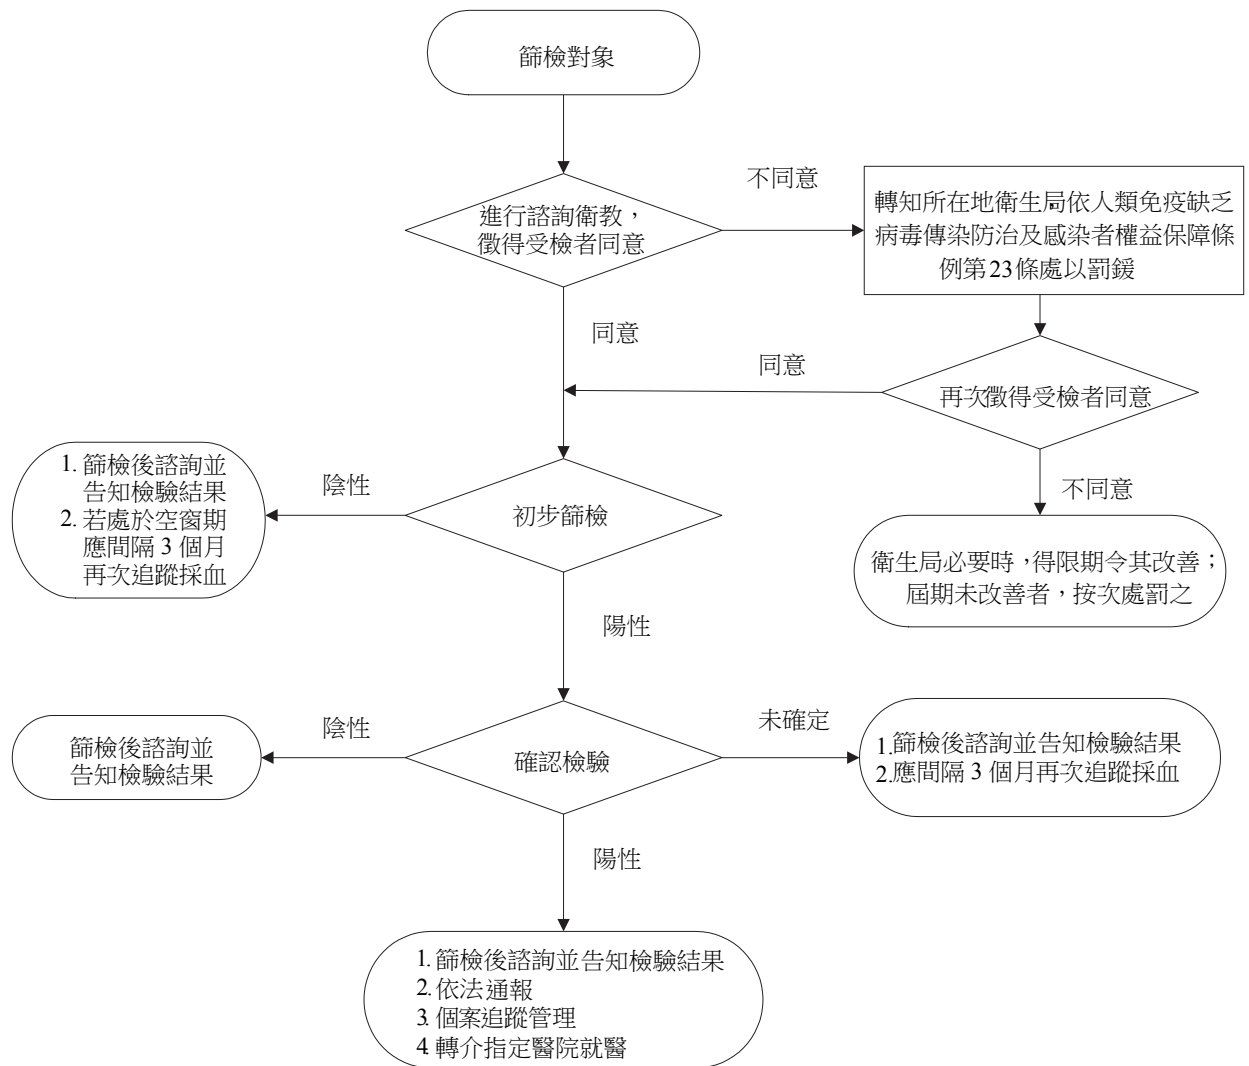 篩檢對象
不同意
進行諮詢衛教，
徵得受檢者同意
轉知所在地衛生局依人類免疫缺乏
病毒傳染防治及感染者權益保障條
例第23條處以罰鍰
同意
同意
再次徵得受檢者同意
1. 篩檢後諮詢並
告知檢驗結果
2. 若處於空窗期
應間隔 3 個月
再次追蹤採血
陰性
初步篩檢
不同意
衛生局必要時，得限期令其改善；
屆期未改善者，按次處罰之
陽性
篩檢後諮詢並
告知檢驗結果
陰性
確認檢驗
未確定
1.篩檢後諮詢並告知檢驗結果
2.應間隔 3 個月再次追蹤採血
陽性
1. 篩檢後諮詢並告知檢驗結果
2. 依法通報
3. 個案追蹤管理
4. 轉介指定醫院就醫